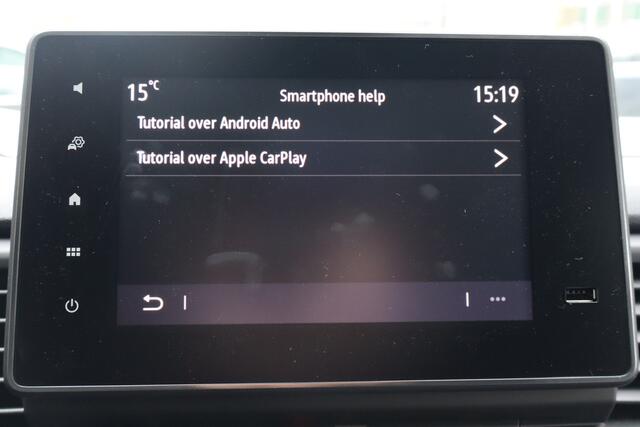 15°C Smartphone help 15:19
Tutorial over Android Auto
Tutorial over Apple CarPlay